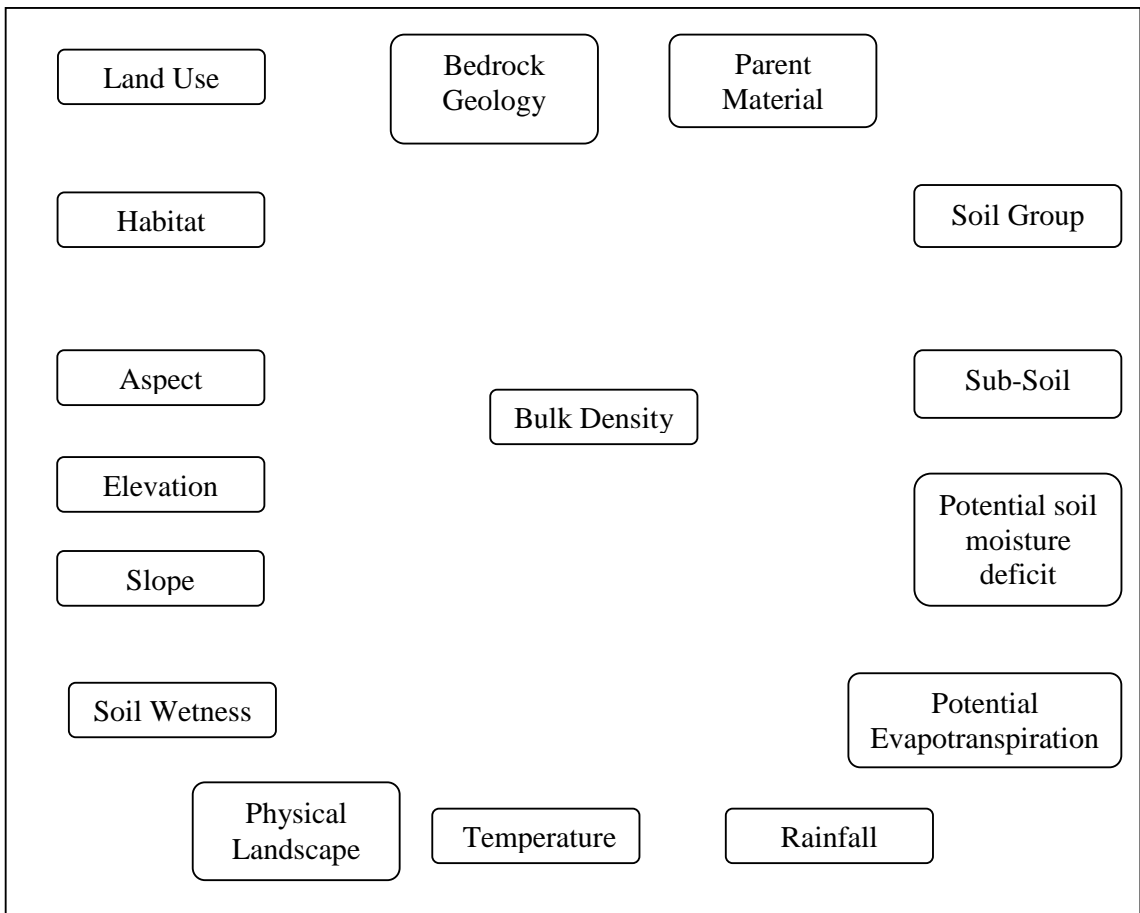 Land Use
Bedrock
Geology
Parent
Material
Habitat
Soil Group
Aspect
Sub-Soil
Bulk Density
Elevation
Potential soil
moisture
deficit
Slope
Soil Wetness
Potential
Evapotranspiration
Physical
Landscape
Temperature
Rainfall